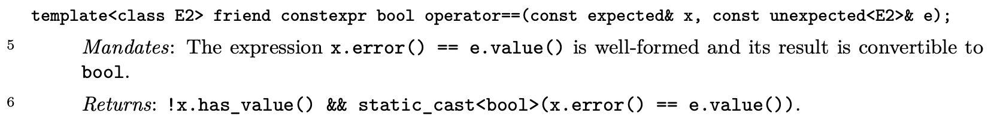 template<class E2> friend constexpr bool operator==(const expected& x, const unexpected<E2>& e);
5 Mandates: The expression x.error() == e.value() is well-formed and its result is convertible to
bool.
6 Returns: !x.has_value() && static_cast<bool>(x.error() == e.value()).